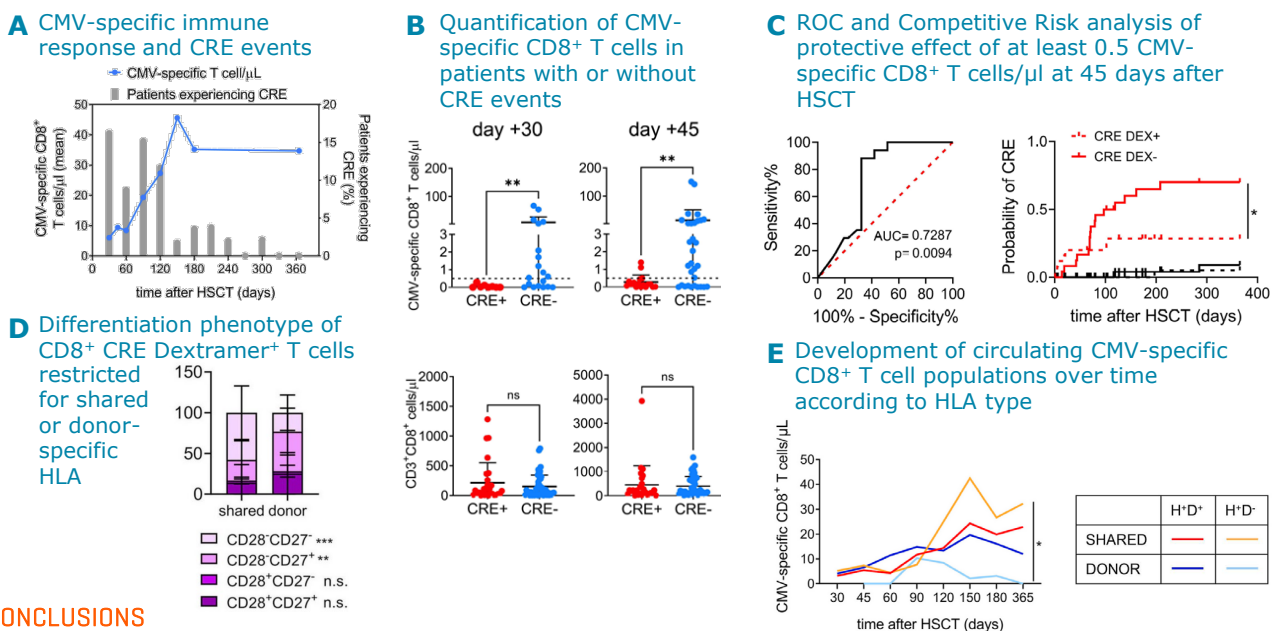 A CMV-specific immune
response and CRE events
CMV-specific T cell/μL
Patients experiencing CRE
CMV-specific CD8⁺
T cells/μl (mean)
50
40
30
20
10
0
20
15
10
5
0
Patients experiencing
CRE (%)
0 60 120 180 240 300 360
time after HSCT (days)
B Quantification of CMV-
specific CD8⁺ T cells in
patients with or without
CRE events
day +30
day +45
CMV-specific CD8⁺ T cells/μl
200
100
0
3
2
1
0
**
CRE+ CRE-
200
100
0
3
2
1
0
**
CRE+ CRE-
CD3⁺CD8⁺ cells/μl
2000
1500
1000
500
0
ns
CRE+ CRE-
5000
4000
3000
2000
1000
0
ns
CRE+ CRE-
C ROC and Competitive Risk analysis of
protective effect of at least 0.5 CMV-
specific CD8⁺ T cells/μl at 45 days after
HSCT
Sensitivity%
100
80
60
40
20
0
AUC= 0.7287
p= 0.0094
0 20 40 60 80 100
100% - Specificity%
CRE DEX+
CRE DEX-
Probability of CRE
1.0
0.5
0.0
*
0 100 200 300 400
time after HSCT (days)
D Differentiation phenotype of
CD8⁺ CRE Dextramer⁺ T cells
restricted
for shared
or donor-
specific
HLA
150
100
50
0
shared donor
CD28⁻CD27⁻ ***
CD28⁻CD27⁺ **
CD28⁺CD27⁻ n.s.
CD28⁺CD27⁺ n.s.
E Development of circulating CMV-specific
CD8⁺ T cell populations over time
according to HLA type
CMV-specific CD8⁺ T cells/μL
50
40
30
20
10
0
*
30 45 60 90 120 150 180 365
time after HSCT (days)
H⁺D⁺ H⁺D⁻
SHARED
DONOR
ONCLUSIONS